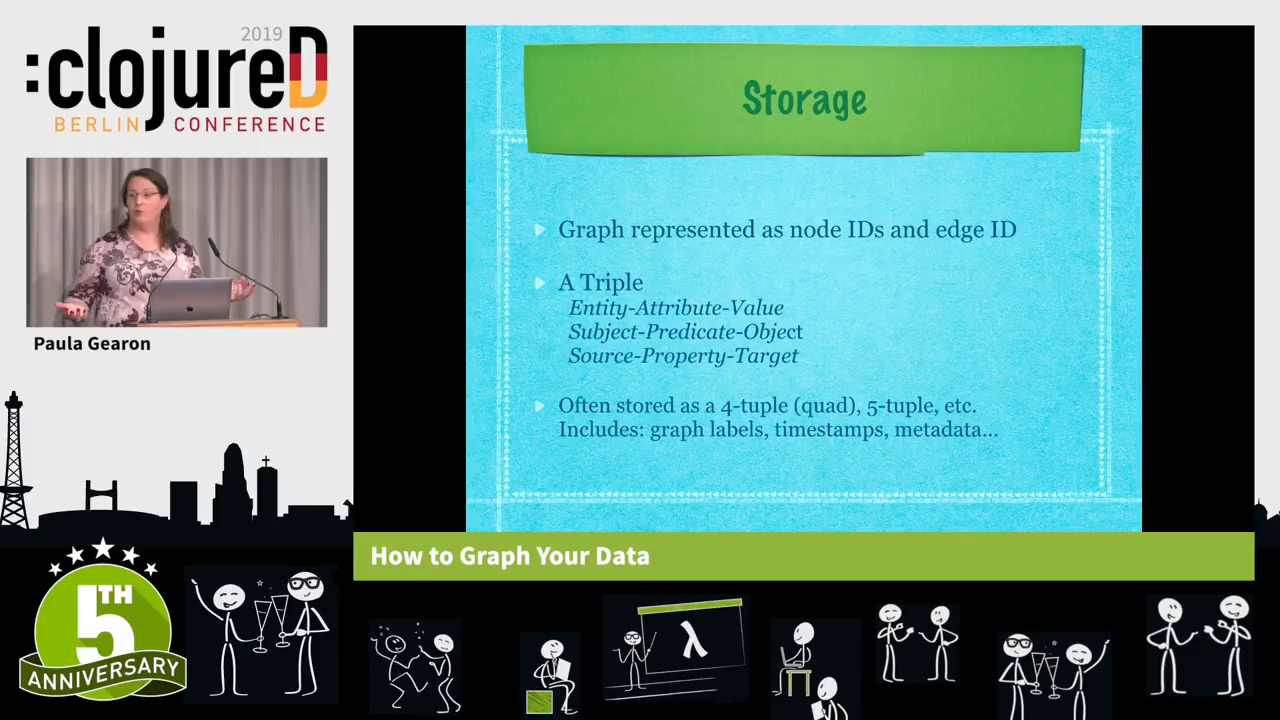 2019
:clojureD
BERLIN CONFERENCE
Paula Gearon
Storage
Graph represented as node IDs and edge ID
A Triple
Entity-Attribute-Value
Subject-Predicate-Object
Source-Property-Target
Often stored as a 4-tuple (quad), 5-tuple, etc.
Includes: graph labels, timestamps, metadata...
How to Graph Your Data
5TH
ANNIVERSARY
λ